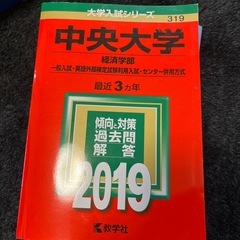 大学入試シリーズ
319
中央大学
経済学部
一般入試・英語外部検定試験利用入試・センター併用方式
最近3カ年
傾向と対策
過去問
解答
2019
教学社